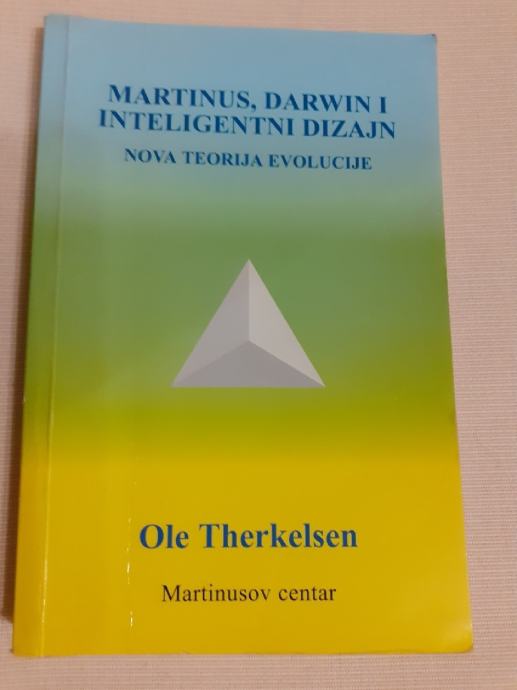 MARTINUS, DARWIN I
INTELIGENTNI DIZAJN
NOVA TEORIJA EVOLUCIJE
Ole Therkelsen
Martinusov centar